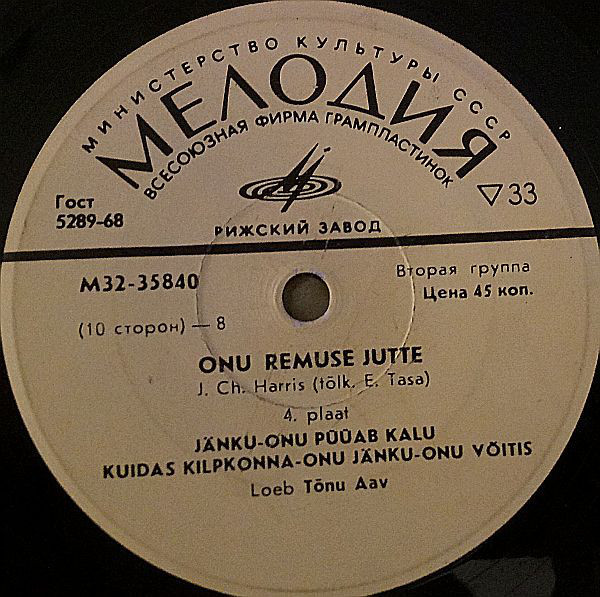 МИНИСТЕРСТВО КУЛЬТУРЫ СССР
МЕЛОДИЯ
ВСЕСОЮЗНАЯ ФИРМА ГРАМПЛАСТИНОК
Гост
5289-68
▽33
РИЖСКИЙ ЗАВОД
М32-35840
Вторая группа
Цена 45 коп.
(10 сторон) — 8
ONU REMUSE JUTTE
J. Ch. Harris (tõlk. E. Tasa)
4. plaat
JÄNKU-ONU PÜÜAB KALU
KUIDAS KILPKONNA-ONU JÄNKU-ONU VÕITIS
Loeb Tõnu Aav